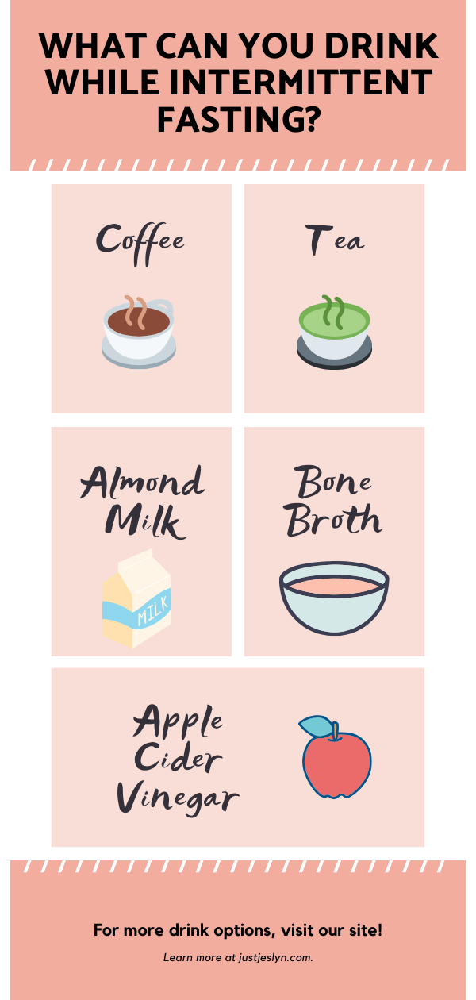 WHAT CAN YOU DRINK
WHILE INTERMITTENT
FASTING?
Coffee
Tea
Almond
Milk
MILK
Bone
Broth
Apple
Cider
Vinegar
For more drink options, visit our site!
Learn more at justjeslyn.com.